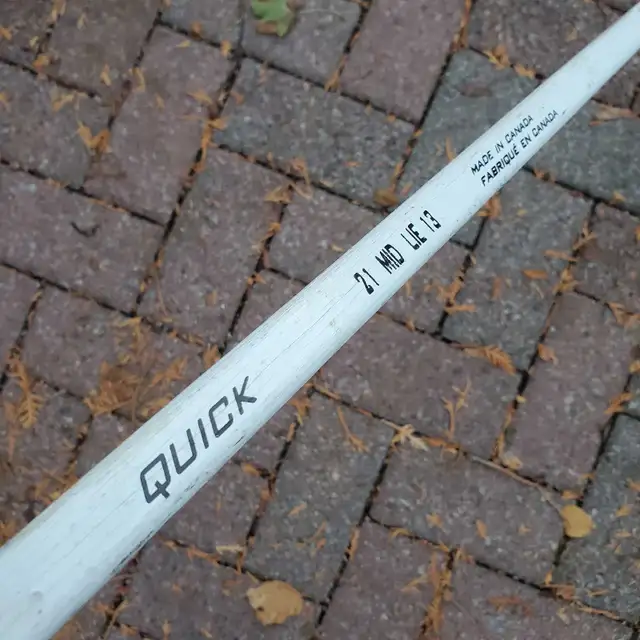 QUICK
21 MID LIE 13
MADE IN CANADA
FABRIQUÉ EN CANADA